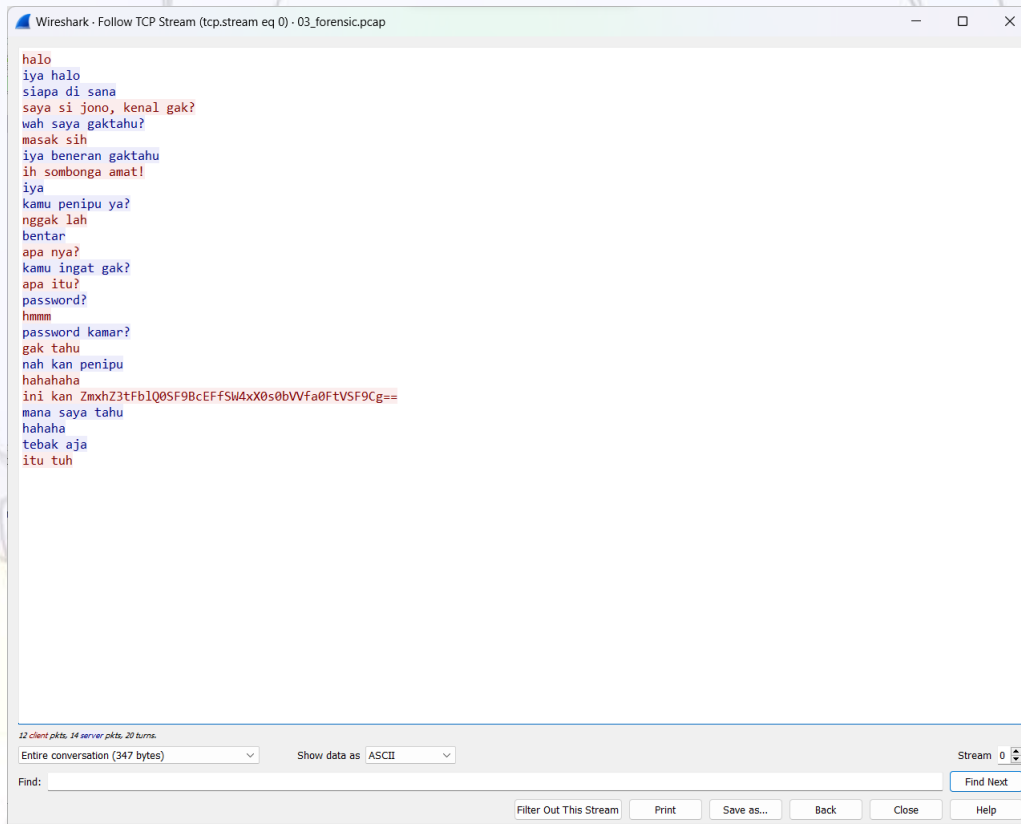 Wireshark · Follow TCP Stream (tcp.stream eq 0) · 03_forensic.pcap
halo
iya halo
siapa di sana
saya si jono, kenal gak?
wah saya gaktahu?
masak sih
iya beneran gaktahu
ih sombonga amat!
iya
kamu penipu ya?
nggak lah
bentar
apa nya?
kamu ingat gak?
apa itu?
password?
hmmm
password kamar?
gak tahu
nah kan penipu
hahahaha
ini kan ZmxhZ3tFblQ0SF9BcEFfSW4xX0s0bVVfa0FtVSF9Cg==
mana saya tahu
hahaha
tebak aja
itu tuh
12 client pkts, 14 server pkts, 20 turns.
Entire conversation (347 bytes) Show data as ASCII Stream 0
Find: Find Next
Filter Out This Stream Print Save as... Back Close Help